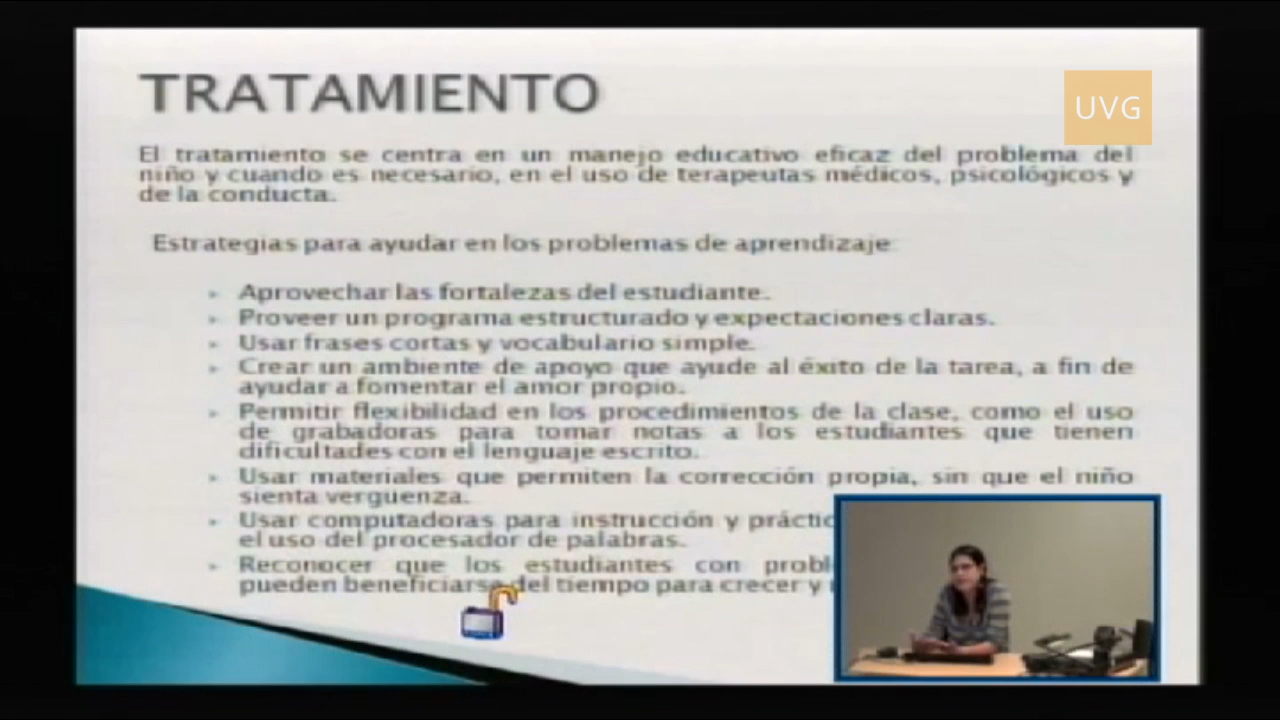 TRATAMIENTO
UVG
El tratamiento se centra en un manejo educativo eficaz del problema del
niño y cuando es necesario, en el uso de terapeutas médicos, psicológicos y
de la conducta.
Estrategias para ayudar en los problemas de aprendizaje:
Aprovechar las fortalezas del estudiante.
Proveer un programa estructurado y expectaciones claras.
Usar frases cortas y vocabulario simple.
Crear un ambiente de apoyo que ayude al éxito de la tarea, a fin de
ayudar a fomentar el amor propio.
Permitir flexibilidad en los procedimientos de la clase, como el uso
de grabadoras para tomar notas a los estudiantes que tienen
dificultades con el lenguaje escrito.
Usar materiales que permiten la corrección propia, sin que el niño
sienta verguenza.
Usar computadoras para instrucción y
el uso del procesador de palabras.
Reconocer que los estudiantes con
pueden beneficiarse del tiempo para crecer y